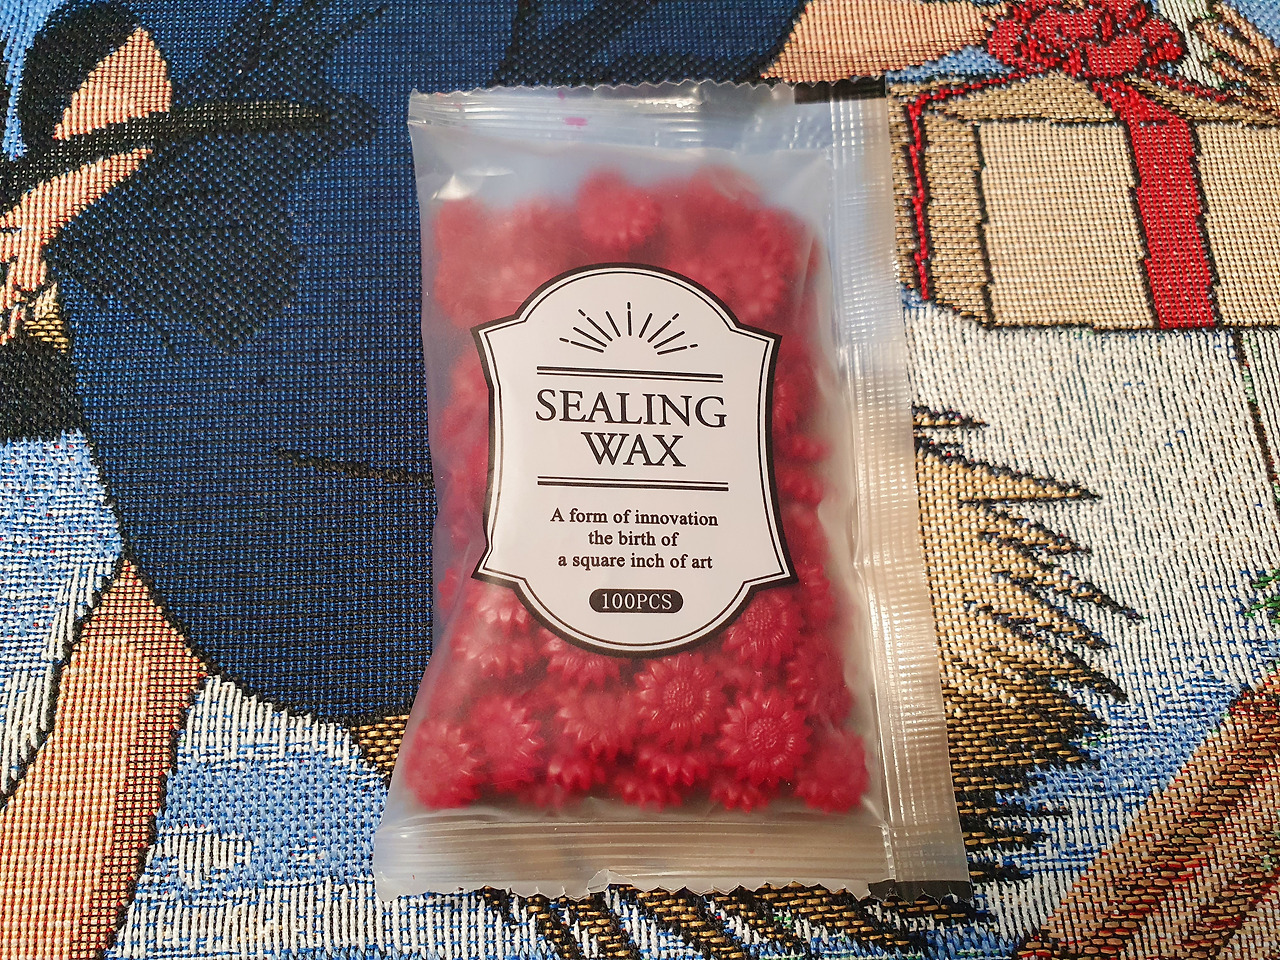 SEALING
WAX
A form of innovation
the birth of
a square inch of art
100PCS